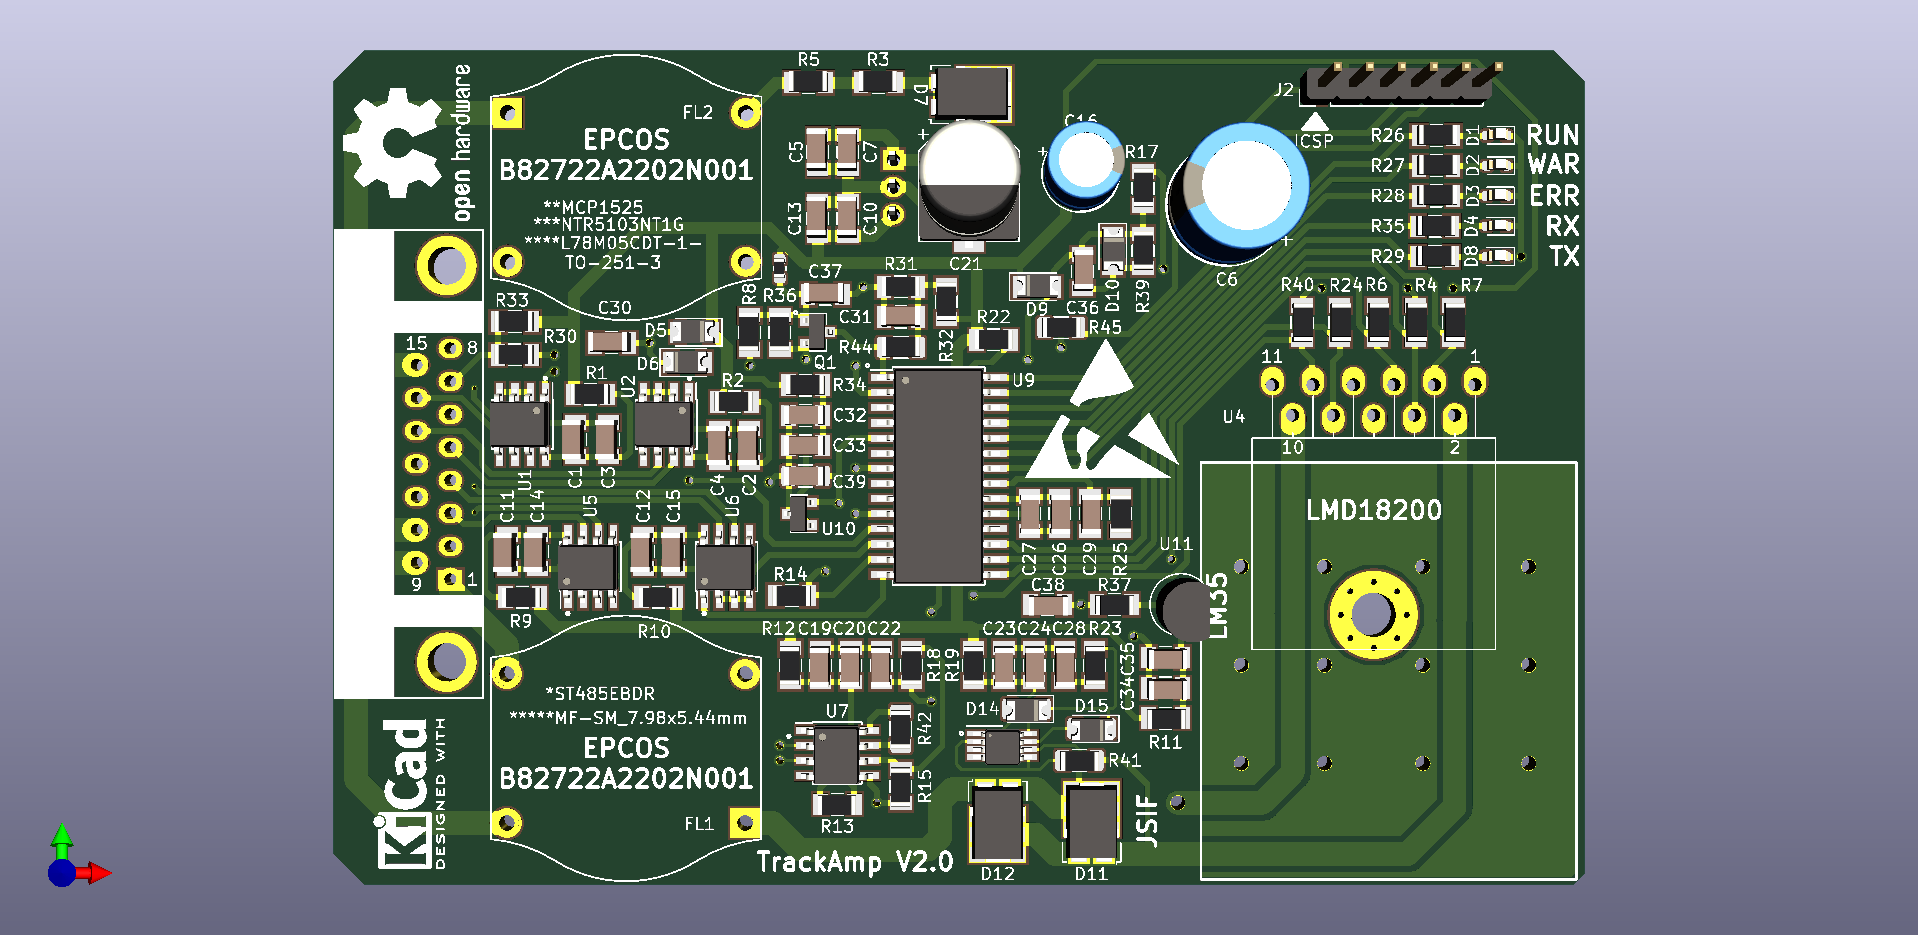 open hardware
FL2
EPCOS
B82722A2202N001
**MCP1525
***NTR5103NT1G
****L78M05CDT-1-
TO-251-3
R5
R3
D7
C5
C7
C13
C10
+
C21
C16
+
R17
C6
+
J2
ICSP
R26
D1
RUN
R27
D2
WAR
R28
D3
ERR
R35
D4
RX
R29
D8
TX
R40
R24
R6
R4
R7
R33
R30
C30
D5
D6
R8
R36
C37
C31
R31
R32
R44
Q1
R22
D9
C36
D10
R39
R45
15
8
R1
U2
R2
R34
C32
C33
C39
U10
U9
U1
C1
C3
C4
C2
11
1
U4
10
2
LMD18200
C11
C14
U5
C12
C15
U6
9
1
R9
R10
R14
C27
C26
C29
R25
U11
LM35
C38
R37
R12
C19
C20
C22
R18
R19
C23
C24
C28
R23
C34
C35
R11
*ST485EBDR
*****MF-SM_7.98x5.44mm
EPCOS
B82722A2202N001
FL1
U7
R42
R15
R13
D14
D15
R41
D12
D11
JSIF
TrackAmp V2.0
KiCad
DESIGNED WITH